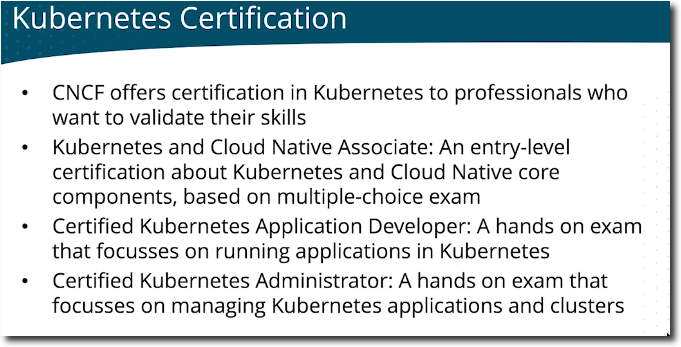 Kubernetes Certification
• CNCF offers certification in Kubernetes to professionals who
want to validate their skills
• Kubernetes and Cloud Native Associate: An entry-level
certification about Kubernetes and Cloud Native core
components, based on multiple-choice exam
• Certified Kubernetes Application Developer: A hands on exam
that focusses on running applications in Kubernetes
• Certified Kubernetes Administrator: A hands on exam that
focusses on managing Kubernetes applications and clusters